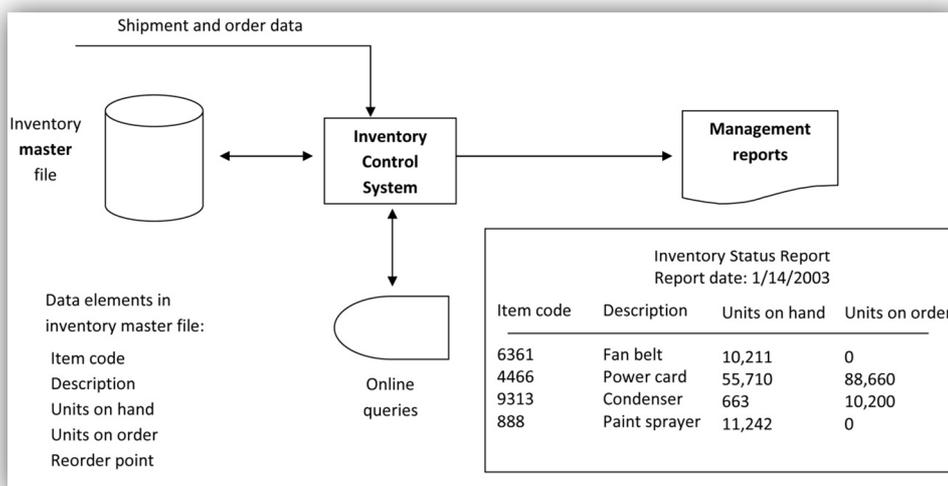 Shipment and order data
Inventory
master
file
Inventory
Control
System
Management
reports
Data elements in
inventory master file:
Item code
Description
Units on hand
Units on order
Reorder point
Online
queries
Inventory Status Report
Report date: 1/14/2003
Item code Description Units on hand Units on order
6361 Fan belt 10,211 0
4466 Power card 55,710 88,660
9313 Condenser 663 10,200
888 Paint sprayer 11,242 0